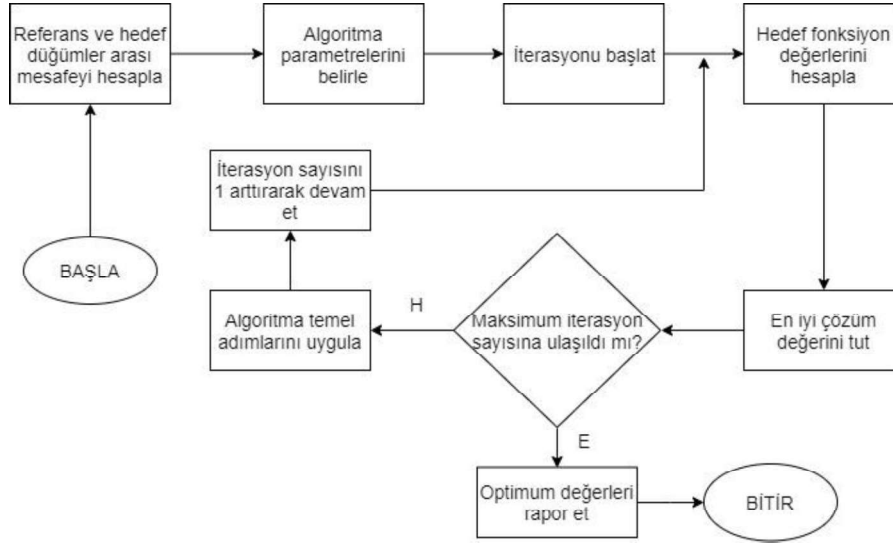 Referans ve hedef
düğümler arası
mesafeyi hesapla
Algoritma
parametrelerini
belirle
İterasyonu başlat
Hedef fonksiyon
değerlerini
hesapla
İterasyon sayısını
1 arttırarak devam
et
BAŞLA
Algoritma temel
adımlarını uygula
H
Maksimum iterasyon
sayısına ulaşıldı mı?
En iyi çözüm
değerini tut
E
Optimum değerleri
rapor et
BİTİR